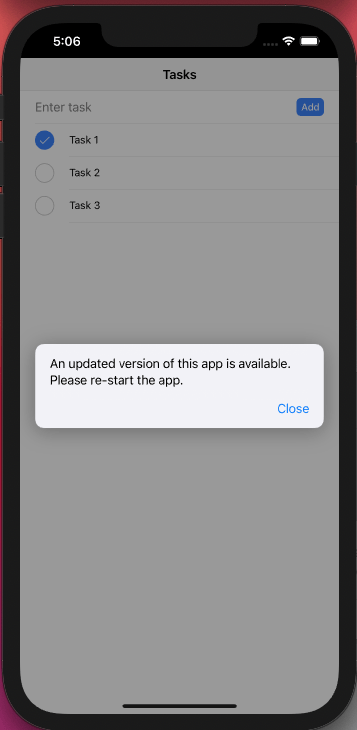 5:06
Tasks
Enter task
Add
Task 1
Task 2
Task 3
An updated version of this app is available.
Please re-start the app.
Close